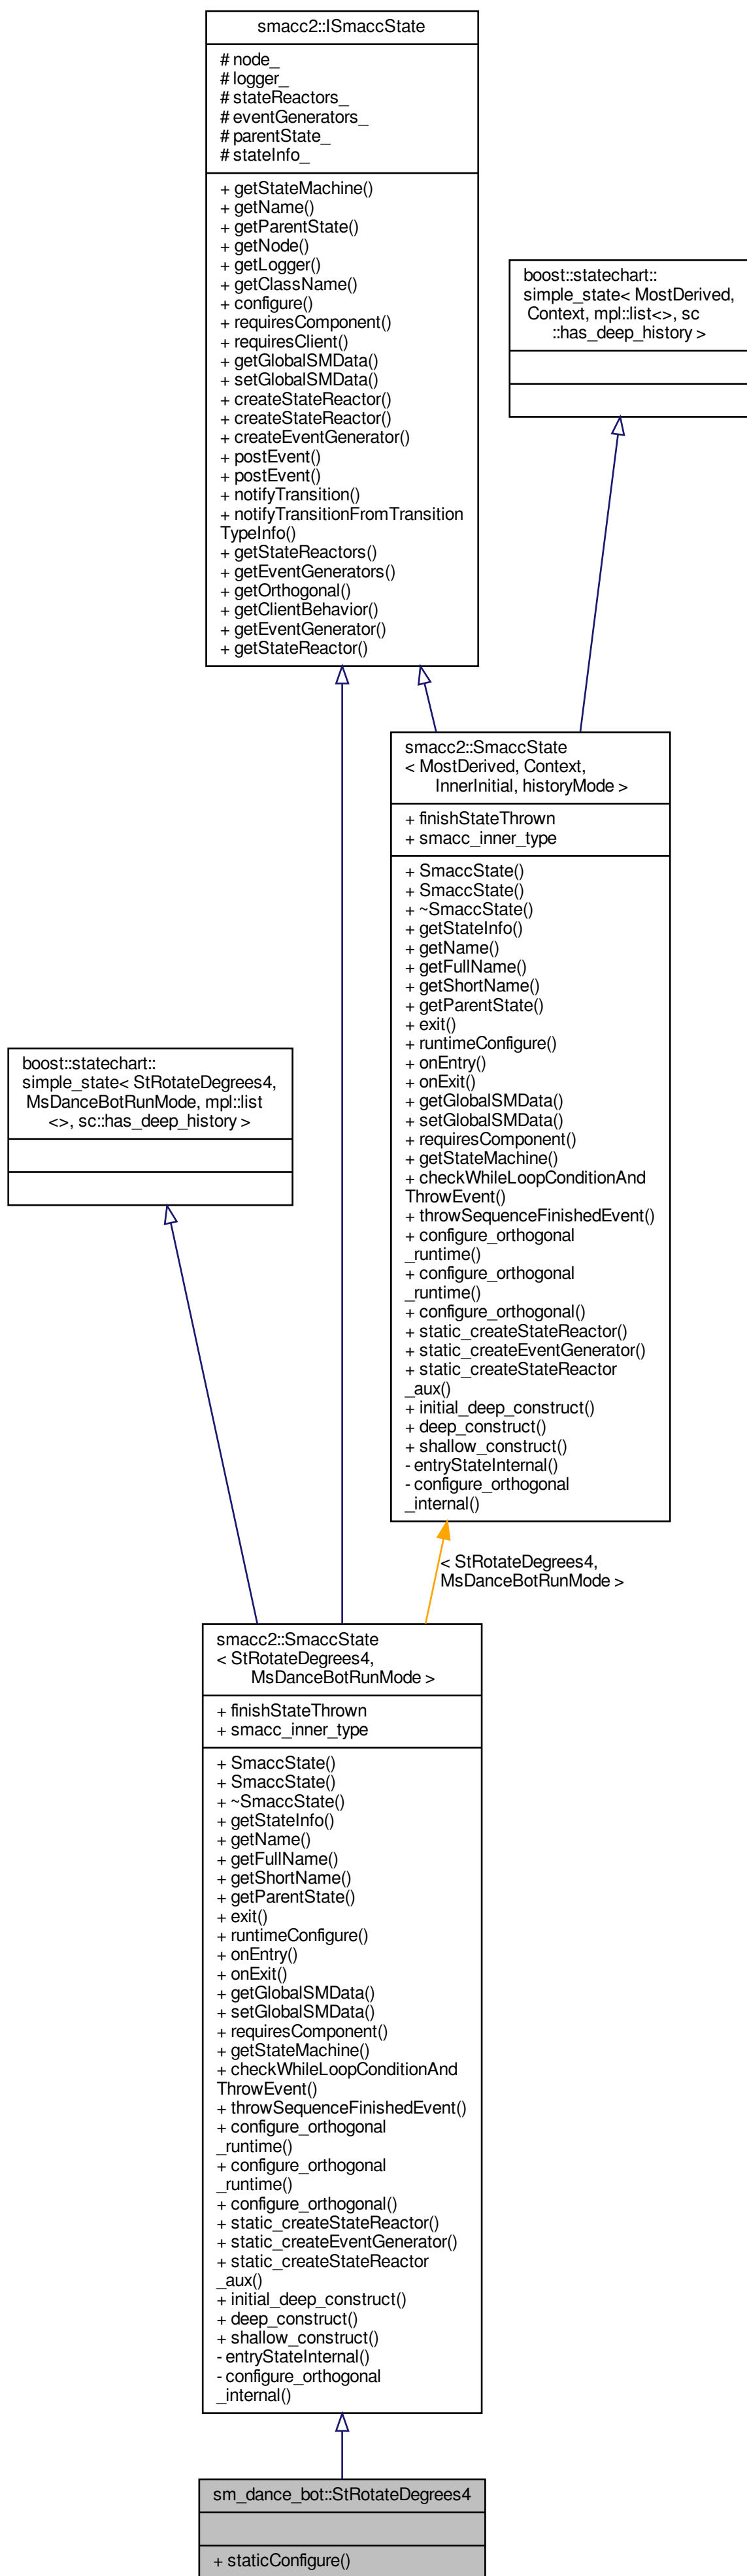 smacc2::ISmaccState
# node_
# logger_
# stateReactors_
# eventGenerators_
# parentState_
# stateInfo_
+ getStateMachine()
+ getName()
+ getParentState()
+ getNode()
+ getLogger()
+ getClassName()
+ configure()
+ requiresComponent()
+ requiresClient()
+ getGlobalSMData()
+ setGlobalSMData()
+ createStateReactor()
+ createStateReactor()
+ createEventGenerator()
+ postEvent()
+ postEvent()
+ notifyTransition()
+ notifyTransitionFromTransition
TypeInfo()
+ getStateReactors()
+ getEventGenerators()
+ getOrthogonal()
+ getClientBehavior()
+ getEventGenerator()
+ getStateReactor()
boost::statechart::
simple_state< MostDerived,
Context, mpl::list<>, sc
::has_deep_history >
smacc2::SmaccState
< MostDerived, Context,
InnerInitial, historyMode >
+ finishStateThrown
+ smacc_inner_type
+ SmaccState()
+ SmaccState()
+ ~SmaccState()
+ getStateInfo()
+ getName()
+ getFullName()
+ getShortName()
+ getParentState()
+ exit()
+ runtimeConfigure()
+ onEntry()
+ onExit()
+ getGlobalSMData()
+ setGlobalSMData()
+ requiresComponent()
+ getStateMachine()
+ checkWhileLoopConditionAnd
ThrowEvent()
+ throwSequenceFinishedEvent()
+ configure_orthogonal
_runtime()
+ configure_orthogonal
_runtime()
+ configure_orthogonal()
+ static_createStateReactor()
+ static_createEventGenerator()
+ static_createStateReactor
_aux()
+ initial_deep_construct()
+ deep_construct()
+ shallow_construct()
- entryStateInternal()
- configure_orthogonal
_internal()
boost::statechart::
simple_state< StRotateDegrees4,
MsDanceBotRunMode, mpl::list
<>, sc::has_deep_history >
< StRotateDegrees4,
MsDanceBotRunMode >
smacc2::SmaccState
< StRotateDegrees4,
MsDanceBotRunMode >
+ finishStateThrown
+ smacc_inner_type
+ SmaccState()
+ SmaccState()
+ ~SmaccState()
+ getStateInfo()
+ getName()
+ getFullName()
+ getShortName()
+ getParentState()
+ exit()
+ runtimeConfigure()
+ onEntry()
+ onExit()
+ getGlobalSMData()
+ setGlobalSMData()
+ requiresComponent()
+ getStateMachine()
+ checkWhileLoopConditionAnd
ThrowEvent()
+ throwSequenceFinishedEvent()
+ configure_orthogonal
_runtime()
+ configure_orthogonal
_runtime()
+ configure_orthogonal()
+ static_createStateReactor()
+ static_createEventGenerator()
+ static_createStateReactor
_aux()
+ initial_deep_construct()
+ deep_construct()
+ shallow_construct()
- entryStateInternal()
- configure_orthogonal
_internal()
sm_dance_bot::StRotateDegrees4
+ staticConfigure()